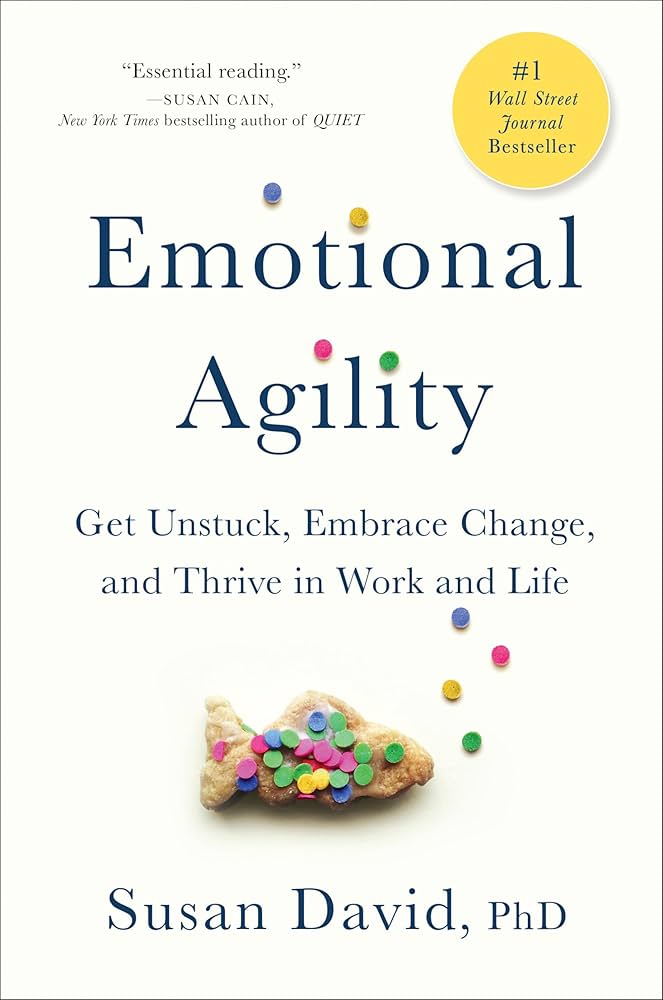 “Essential reading.”
—SUSAN CAIN,
New York Times bestselling author of QUIET
#1
Wall Street
Journal
Bestseller
Emotional
Agility
Get Unstuck, Embrace Change,
and Thrive in Work and Life
Susan David, PhD